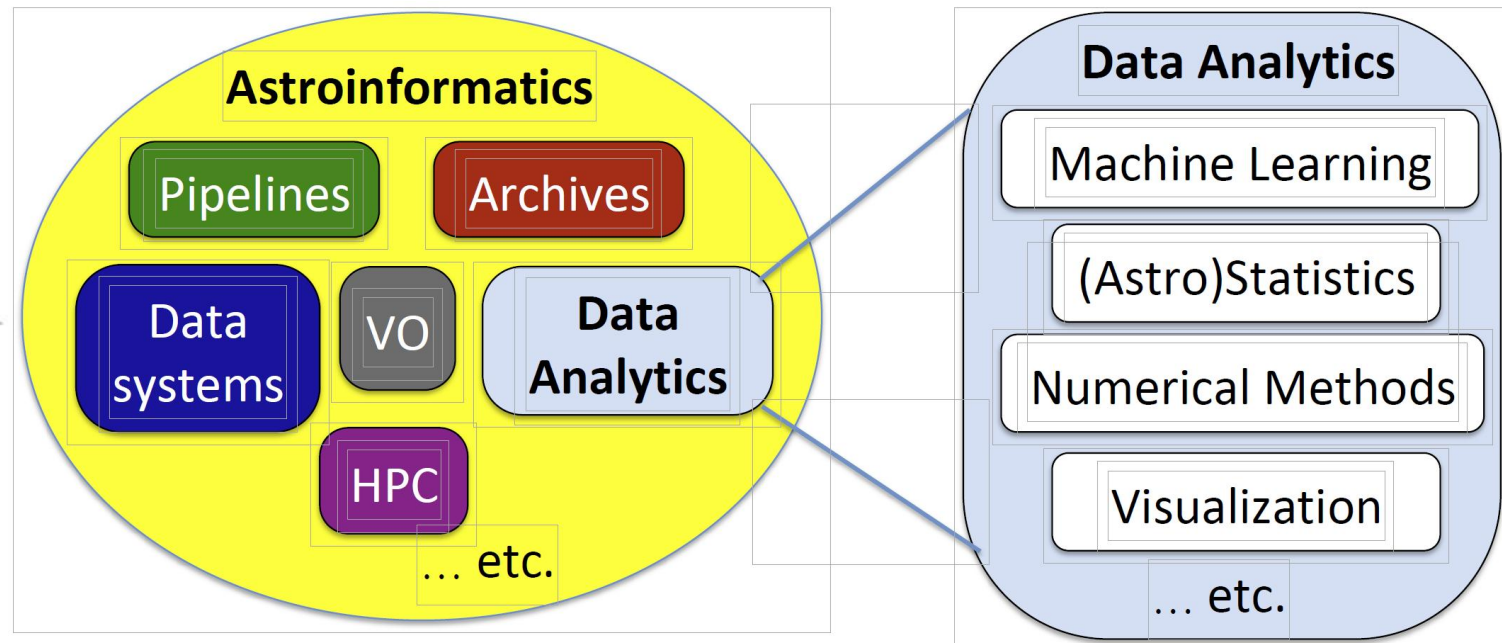 Astroinformatics
Pipelines
Archives
Data
systems
VO
Data
Analytics
HPC
... etc.
Data Analytics
Machine Learning
(Astro)Statistics
Numerical Methods
Visualization
... etc.